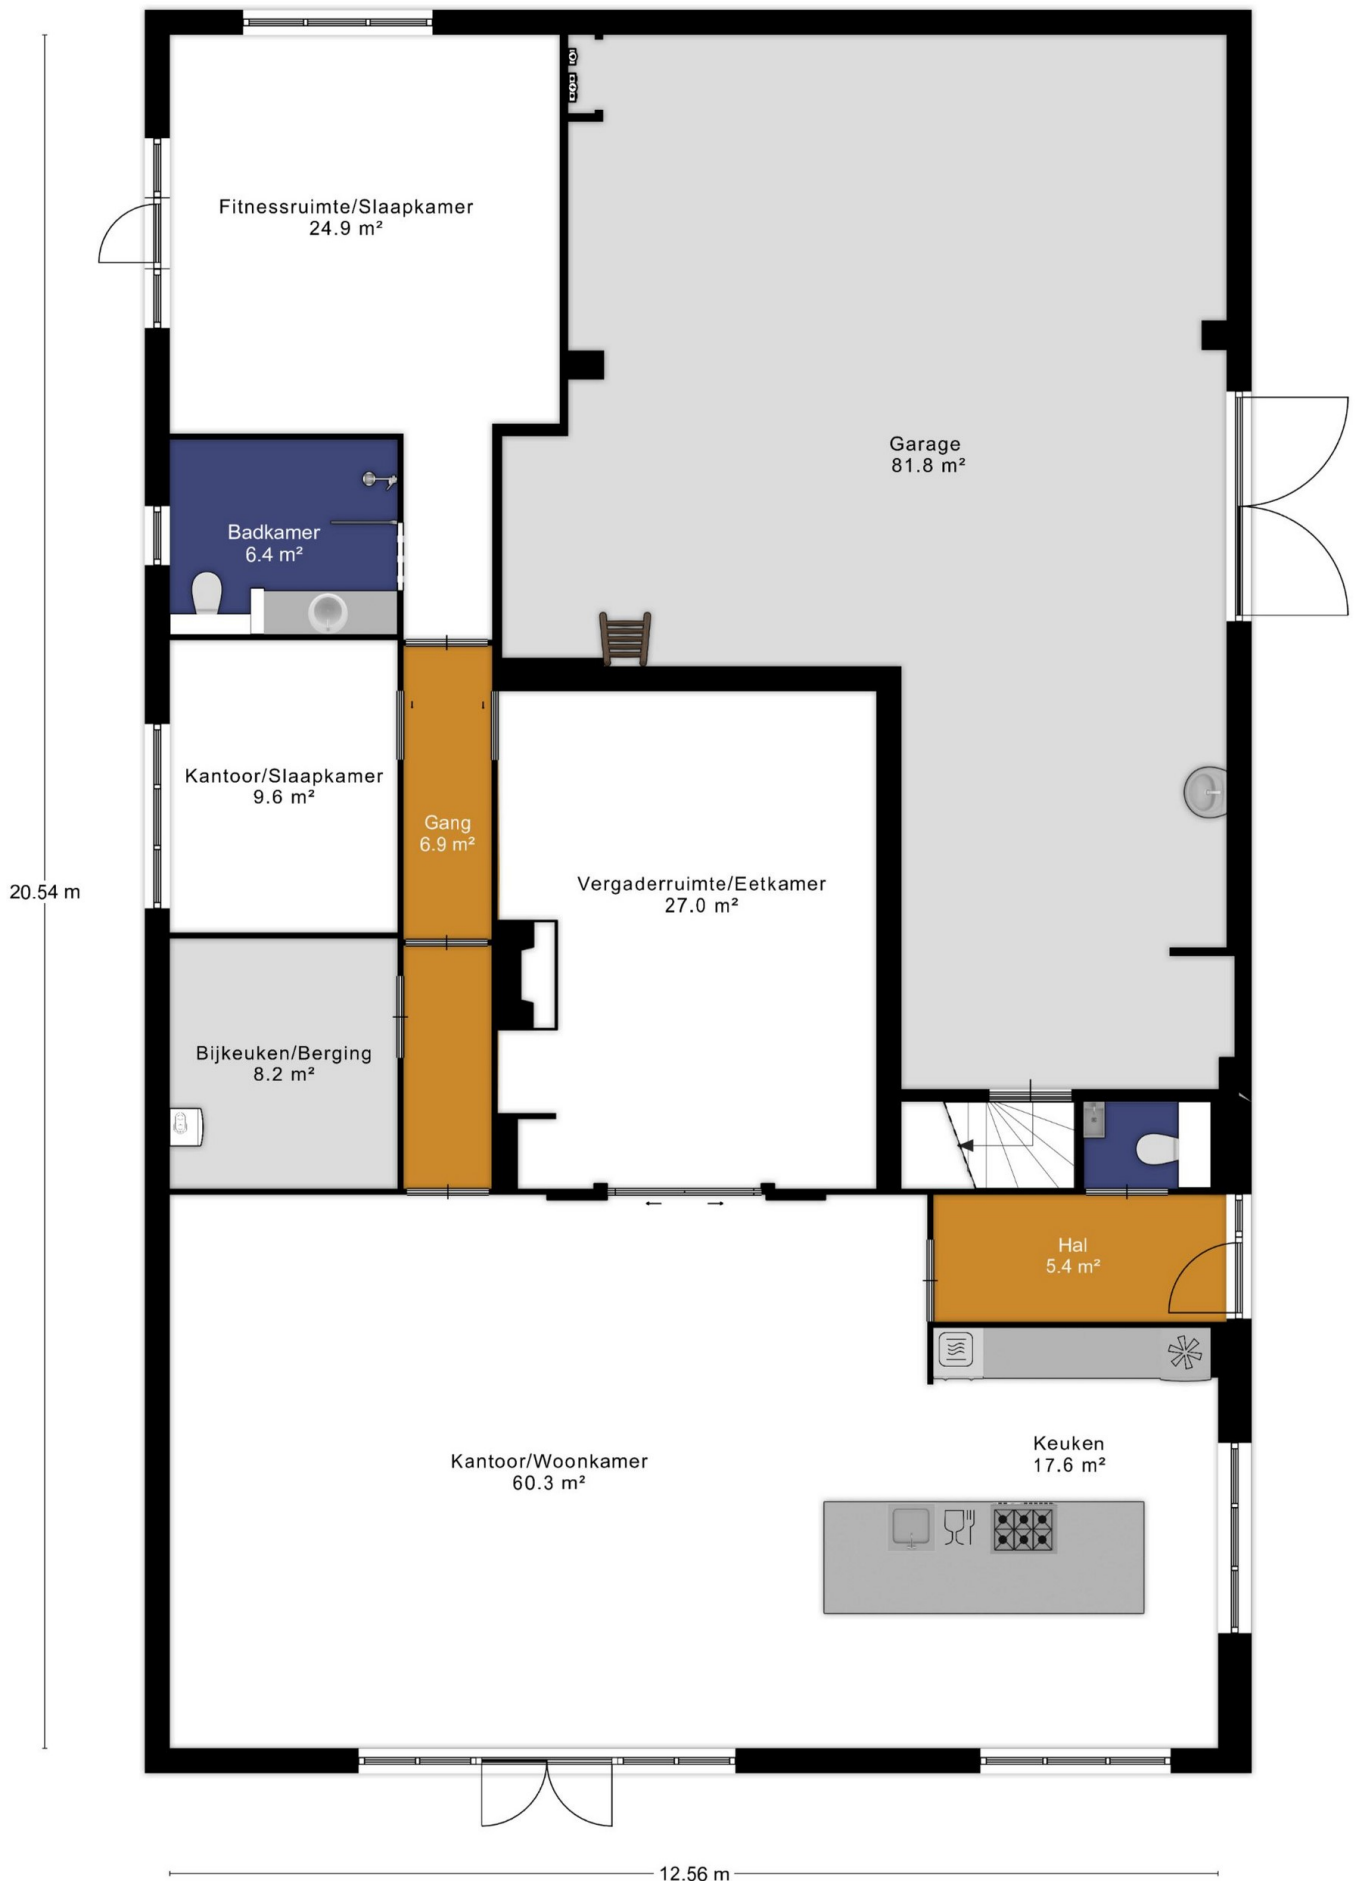 Fitnessruimte/Slaapkamer
24.9 m²
Garage
81.8 m²
Badkamer
6.4 m²
Kantoor/Slaapkamer
9.6 m²
Gang
6.9 m²
Vergaderruimte/Eetkamer
27.0 m²
20.54 m
Bijkeuken/Berging
8.2 m²
Hal
5.4 m²
Keuken
17.6 m²
Kantoor/Woonkamer
60.3 m²
12.56 m